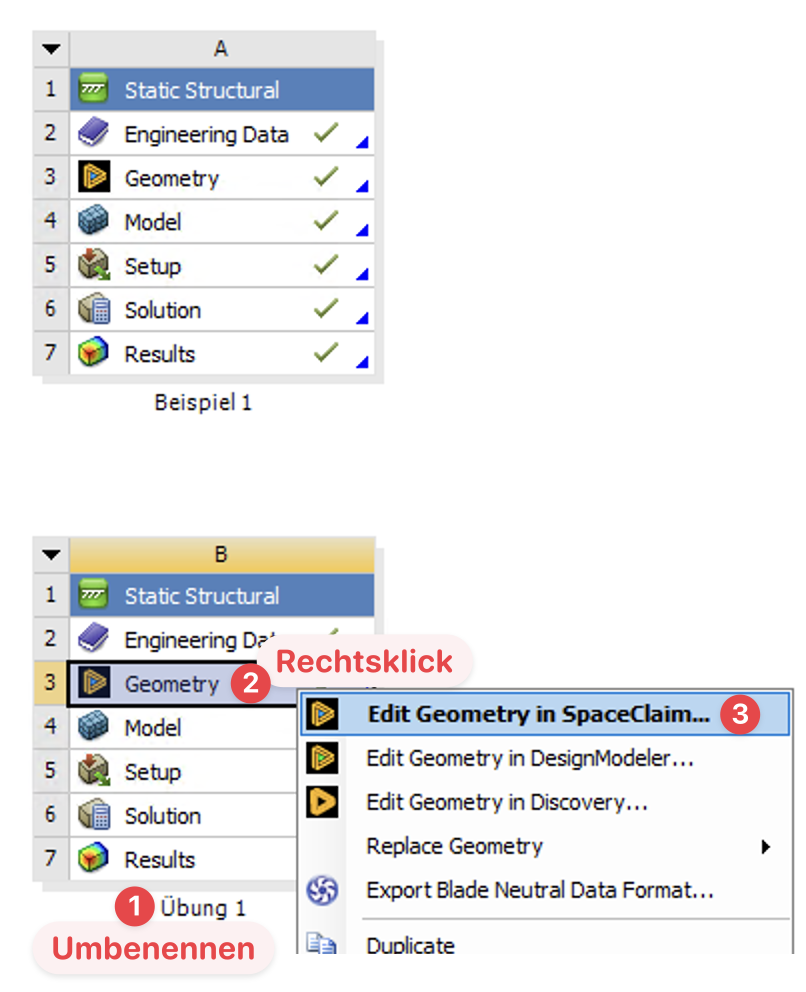 A
1 Static Structural
2 Engineering Data
3 Geometry
4 Model
5 Setup
6 Solution
7 Results
Beispiel 1
B
1 Static Structural
2 Engineering Dat
Rechtsklick
3 Geometry 2
Edit Geometry in SpaceClaim... 3
4 Model
Edit Geometry in DesignModeler...
5 Setup
Edit Geometry in Discovery...
6 Solution
Replace Geometry
7 Results
Export Blade Neutral Data Format...
1 Übung 1
Duplicate
Umbenennen